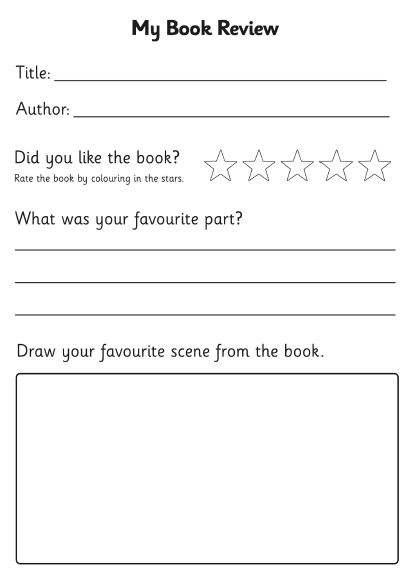 My Book Review
Title:
Author:
Did you like the book?
Rate the book by colouring in the stars.
What was your favourite part?
Draw your favourite scene from the book.